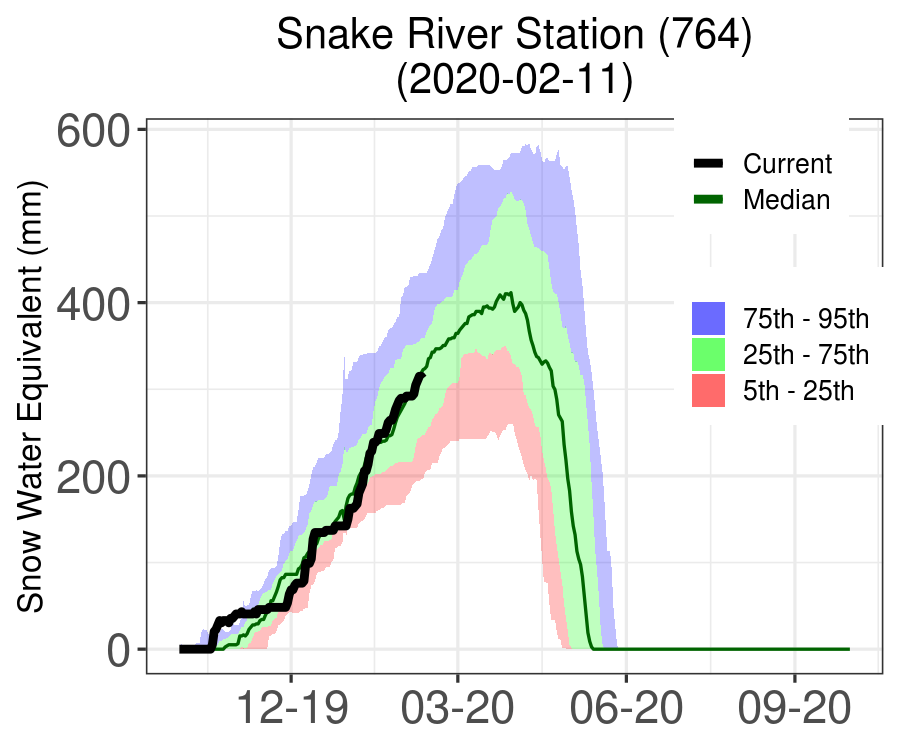 Snake River Station (764)
(2020-02-11)
Snow Water Equivalent (mm)
600
400
200
0
12-19
03-20
06-20
09-20
Current
Median
75th - 95th
25th - 75th
5th - 25th